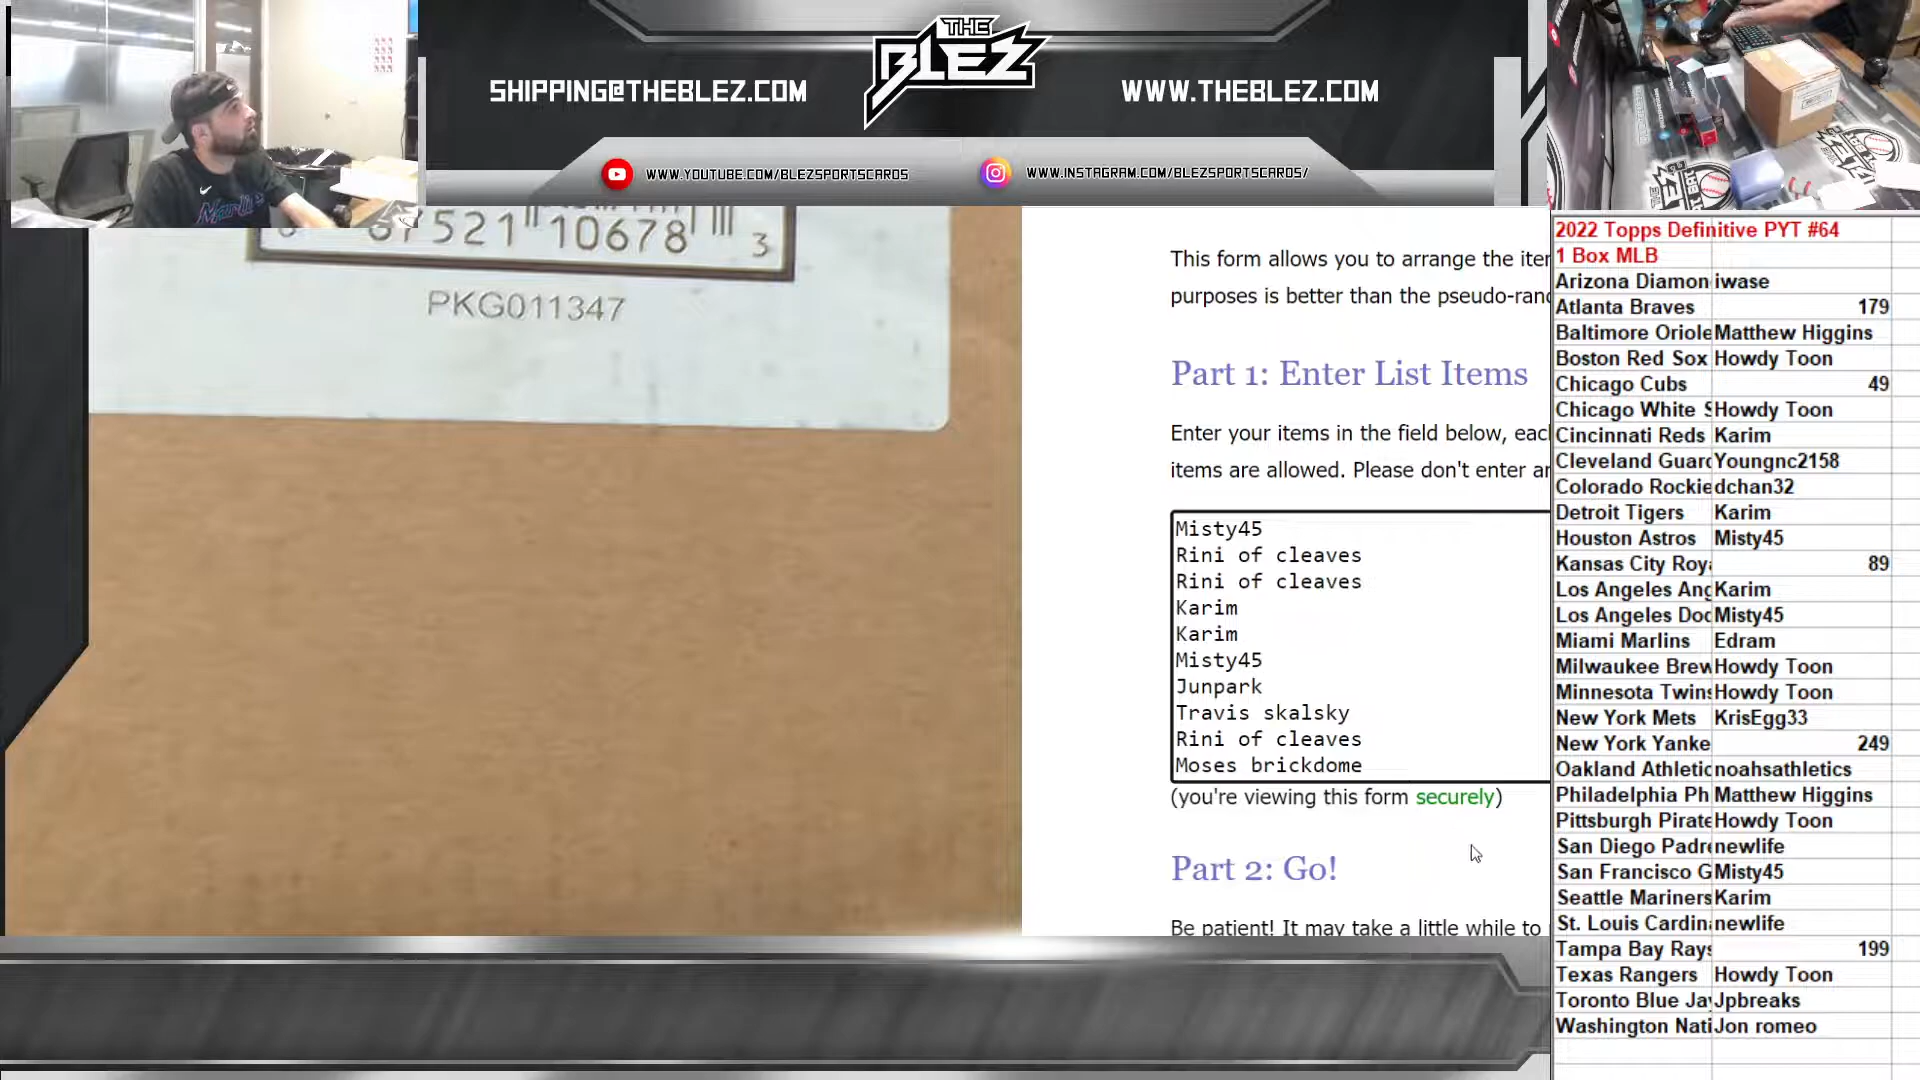 THE
BLEZ
SHIPPING@THEBLEZ.COM
WWW.THEBLEZ.COM
WWW.YOUTUBE.COM/BLEZSPORTSCARDS
WWW.INSTAGRAM.COM/BLEZSPORTSCARDS/
67521 10678 3
PKG011347
This form allows you to arrange the iter
purposes is better than the pseudo-ranc
Part 1: Enter List Items
Enter your items in the field below, eac
items are allowed. Please don't enter ar
Misty45
Rini of cleaves
Rini of cleaves
Karim
Karim
Misty45
Junpark
Travis skalsky
Rini of cleaves
Moses brickdome
(you're viewing this form securely)
Part 2: Go!
Be patient! It may take a little while to
2022 Topps Definitive PYT #64
1 Box MLB
Arizona Diamon iwase
Atlanta Braves 179
Baltimore Oriole Matthew Higgins
Boston Red Sox Howdy Toon
Chicago Cubs 49
Chicago White S Howdy Toon
Cincinnati Reds Karim
Cleveland Guard Youngnc2158
Colorado Rockie dchan32
Detroit Tigers Karim
Houston Astros Misty45
Kansas City Roya 89
Los Angeles Ang Karim
Los Angeles Doc Misty45
Miami Marlins Edram
Milwaukee Brew Howdy Toon
Minnesota Twins Howdy Toon
New York Mets KrisEgg33
New York Yanke 249
Oakland Athletic noahsathletics
Philadelphia Ph Matthew Higgins
Pittsburgh Pirate Howdy Toon
San Diego Padre newlife
San Francisco G Misty45
Seattle Mariners Karim
St. Louis Cardina newlife
Tampa Bay Rays 199
Texas Rangers Howdy Toon
Toronto Blue Jay Jpbreaks
Washington Nati Jon romeo